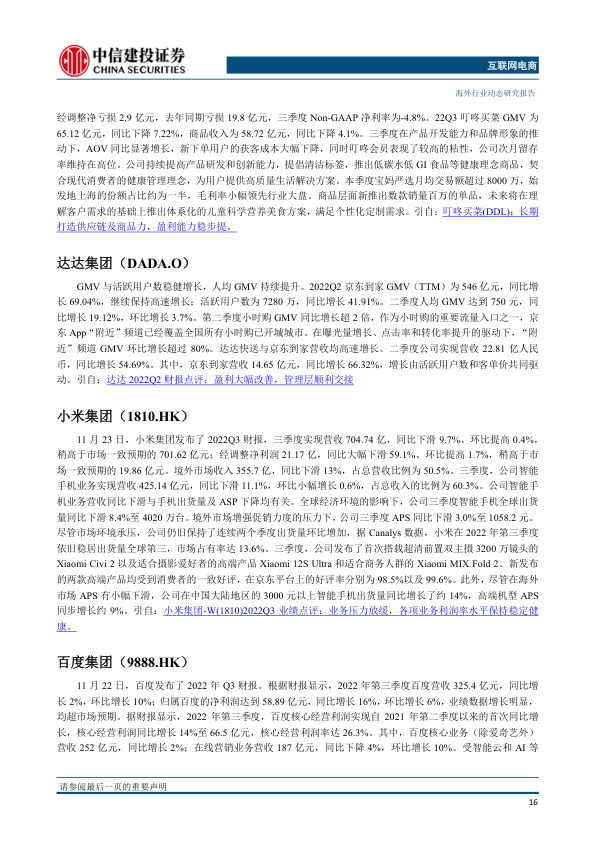 中信建投证券
CHINA SECURITIES
互联网电商
海外行业动态研究报告
经调整净亏损 2.9 亿元，去年同期亏损 19.8 亿元，三季度 Non-GAAP 净利率为-4.8%。22Q3 叮咚买菜 GMV 为
65.12 亿元，同比下降 7.22%，商品收入为 58.72 亿元，同比下降 4.1%。三季度在产品开发能力和品牌形象的推
动下，AOV 同比显著增长，新下单用户的获客成本大幅下降，同时叮咚会员表现了较高的粘性，公司次月留存
率维持在高位。公司持续提高产品研发和创新能力，提倡清洁标签，推出低碳水低 GI 食品等健康理念商品，契
合现代消费者的健康管理理念，为用户提供高质量生活解决方案。本季度宝妈严选月均交易额超过 8000 万，始
发地上海的份额占比约为一半，毛利率小幅领先行业大盘。商品层面新推出数款销量百万的单品，未来将在理
解客户需求的基础上推出体系化的儿童科学营养美食方案，满足个性化定制需求。引自：叮咚买菜(DDL)：长期
打造供应链及商品力，盈利能力稳步提。
达达集团（DADA.O）
GMV 与活跃用户数稳健增长，人均 GMV 持续提升。2022Q2 京东到家 GMV（TTM）为 546 亿元，同比增
长 69.04%，继续保持高速增长；活跃用户数为 7280 万，同比增长 41.91%。二季度人均 GMV 达到 750 元，同
比增长 19.12%，环比增长 3.7%。第二季度小时购 GMV 同比增长超 2 倍，作为小时购的重要流量入口之一，京
东 App“附近”频道已经覆盖全国所有小时购已开城城市。在曝光量增长、点击率和转化率提升的驱动下，“附
近”频道 GMV 环比增长超过 80%。达达快送与京东到家营收均高速增长。二季度公司实现营收 22.81 亿人民
币，同比增长 54.69%。其中，京东到家营收 14.65 亿元，同比增长 66.32%，增长由活跃用户数和客单价共同驱
动。引自：达达 2022Q2 财报点评：盈利大幅改善，管理层顺利交接
小米集团（1810.HK）
11 月 23 日，小米集团发布了 2022Q3 财报，三季度实现营收 704.74 亿，同比下滑 9.7%、环比提高 0.4%，
稍高于市场一致预期的 701.62 亿元；经调整净利润 21.17 亿，同比大幅下滑 59.1%、环比提高 1.7%，稍高于市
场一致预期的 19.86 亿元。境外市场收入 355.7 亿，同比下滑 13%，占总营收比例为 50.5%。三季度，公司智能
手机业务实现营收 425.14 亿元，同比下滑 11.1%，环比小幅增长 0.6%，占总收入的比例为 60.3%。公司智能手
机业务营收同比下滑与手机出货量及 ASP 下降均有关。全球经济环境的影响下，公司三季度智能手机全球出货
量同比下滑 8.4%至 4020 万台。境外市场增强促销力度的压力下，公司三季度 APS 同比下滑 3.0%至 1058.2 元。
尽管市场环境承压，公司仍旧保持了连续两个季度出货量环比增加，据 Canalys 数据，小米在 2022 年第三季度
依旧稳居出货量全球第三，市场占有率达 13.6%。三季度，公司发布了首次搭载超清前置双主摄 3200 万镜头的
Xiaomi Civi 2 以及适合摄影爱好者的高端产品 Xiaomi 12S Ultra 和适合商务人群的 Xiaomi MIX Fold 2。新发布
的两款高端产品均受到消费者的一致好评，在京东平台上的好评率分别为 98.5%以及 99.6%。此外，尽管在海外
市场 APS 有小幅下滑，公司在中国大陆地区的 3000 元以上智能手机出货量同比增长了约 14%，高端机型 APS
同步增长约 9%。引自：小米集团-W(1810)2022Q3 业绩点评：业务压力放缓，各项业务利润率水平保持稳定健
康。
百度集团（9888.HK）
11 月 22 日，百度发布了 2022 年 Q3 财报。根据财报显示，2022 年第三季度百度营收 325.4 亿元，同比增
长 2%，环比增长 10%；归属百度的净利润达到 58.89 亿元，同比增长 16%，环比增长 6%，业绩数据增长明显，
均超市场预期。据财报显示，2022 年第三季度，百度核心经营利润实现自 2021 年第二季度以来的首次同比增
长，核心经营利润同比增长 14%至 66.5 亿元，核心经营利润率达 26.3%。其中，百度核心业务（除爱奇艺外）
营收 252 亿元，同比增长 2%；在线营销业务营收 187 亿元，同比下降 4%，环比增长 10%。受智能云和 AI 等
请参阅最后一页的重要声明
16